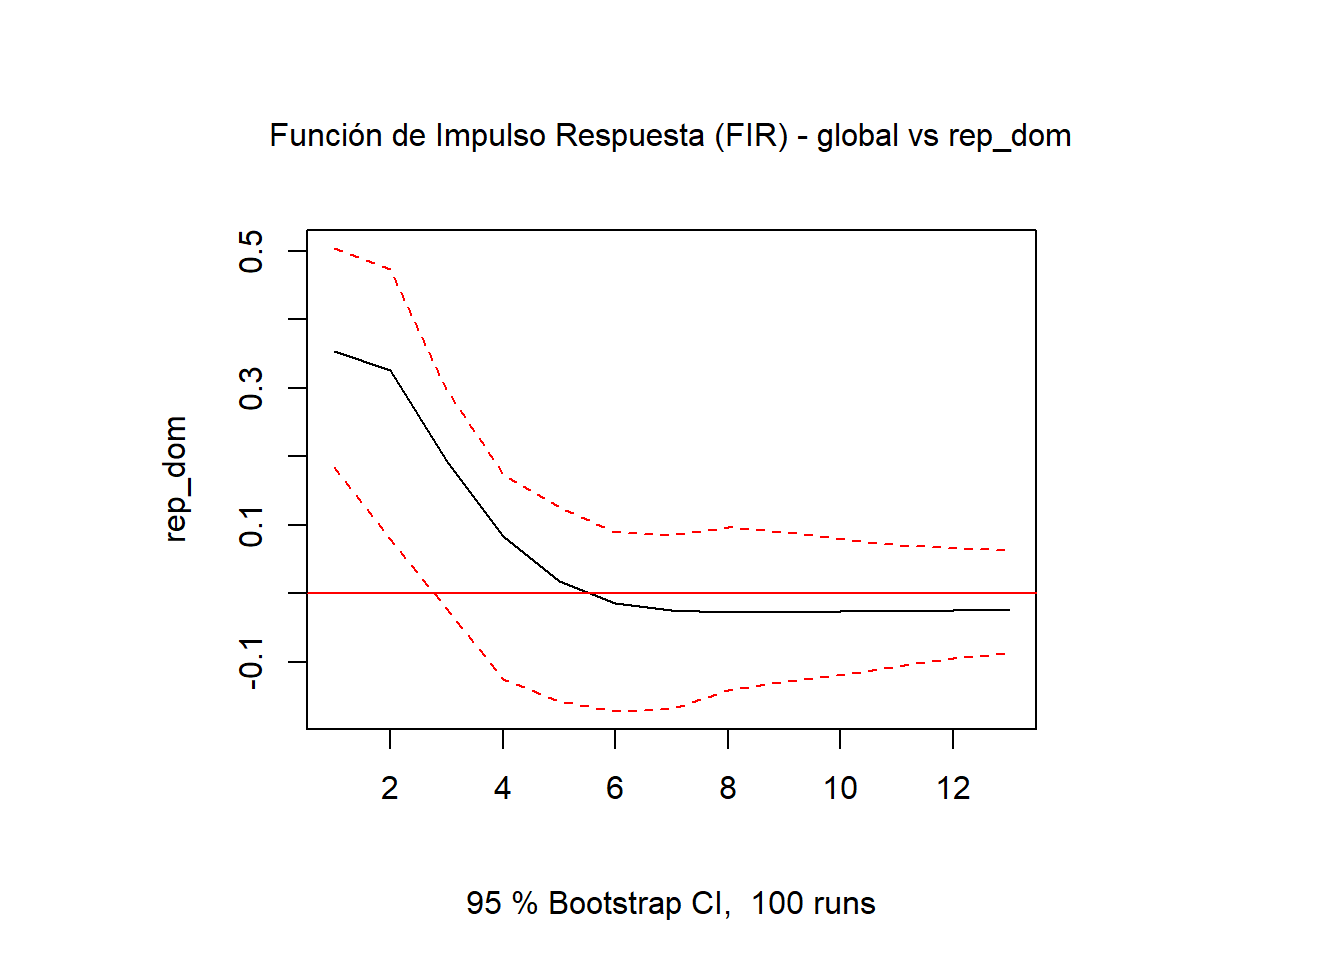 Función de Impulso Respuesta (FIR) - global vs rep_dom
rep_dom
0.5
0.3
0.1
-0.1
2 4 6 8 10 12
95 % Bootstrap CI,  100 runs